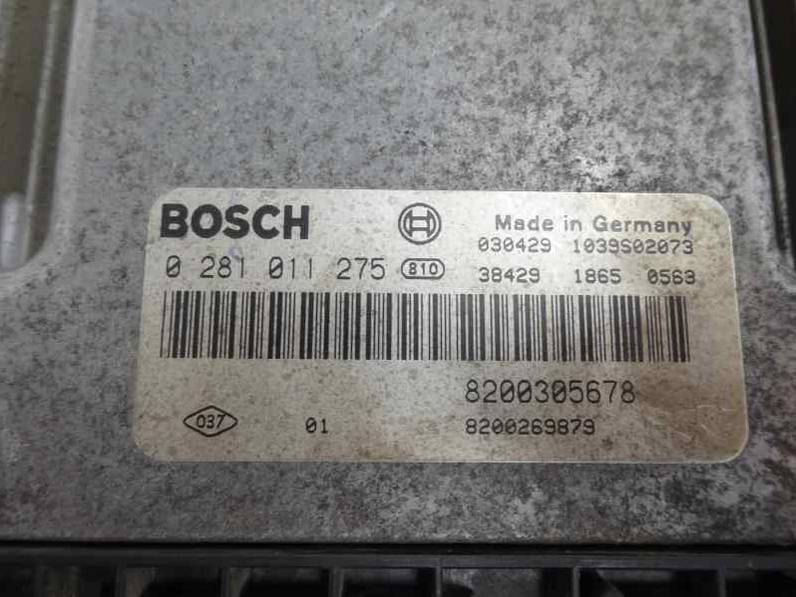 BOSCH
Made in Germany
030429 1039S02073
0 281 011 275 810
38429 1865 0563
8200305678
037 01 8200269879